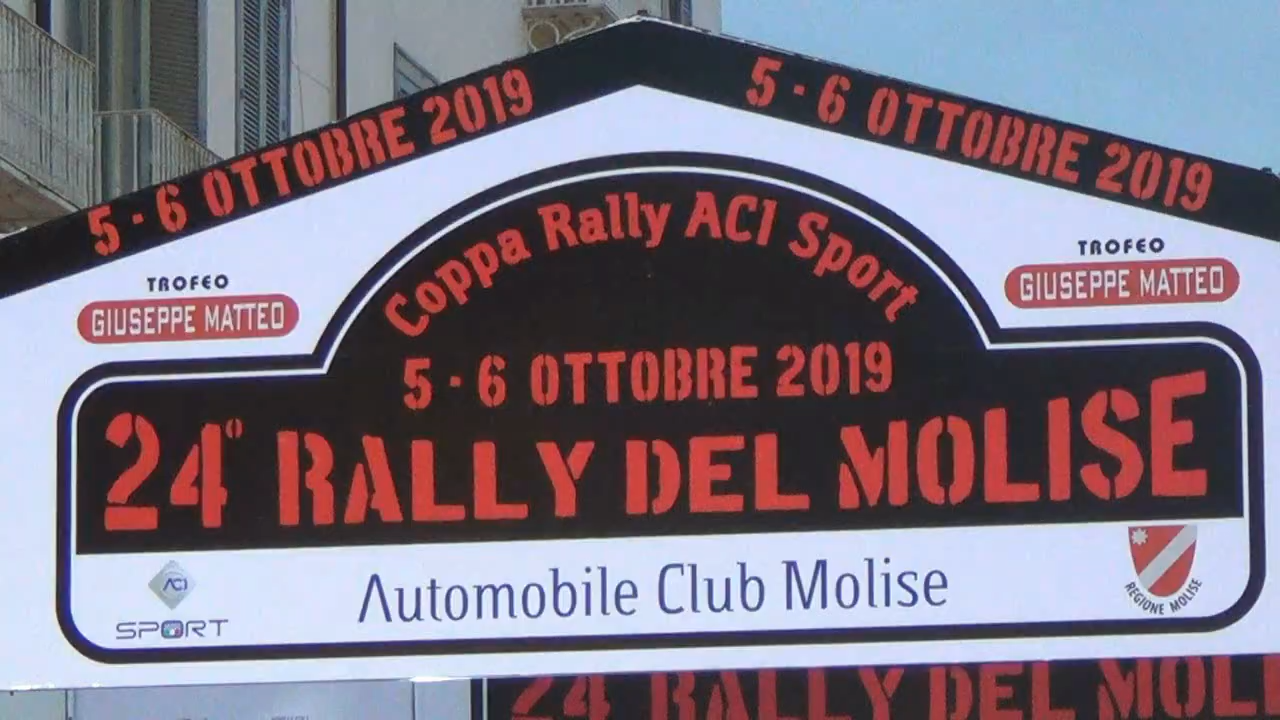 5 - 6 OTTOBRE 2019
5 - 6 OTTOBRE 2019
TROFEO
GIUSEPPE MATTEO
TROFEO
GIUSEPPE MATTEO
Coppa Rally ACI Sport
5 - 6 OTTOBRE 2019
24° RALLY DEL MOLISE
ACI
SPORT
Automobile Club Molise
REGIONE MOLISE
24 RALLY DEL MOLI